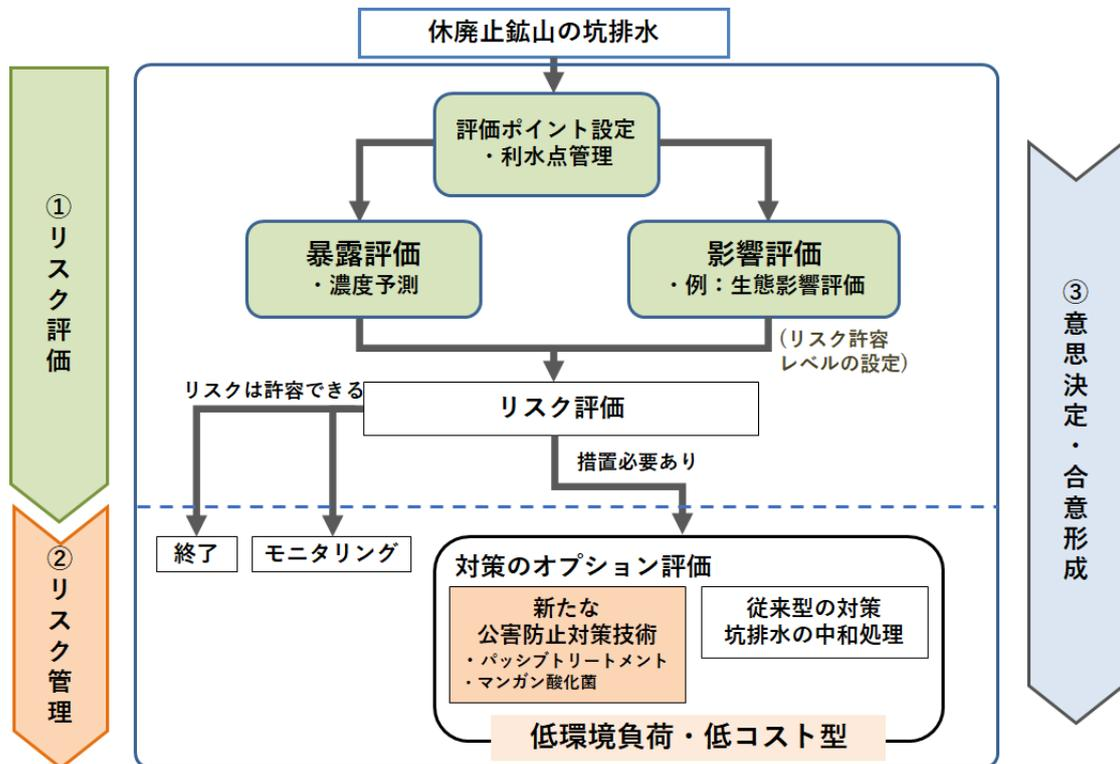 休廃止鉱山の坑排水
評価ポイント設定
・利水点管理
暴露評価
・濃度予測
影響評価
・例：生態影響評価
(リスク許容
レベルの設定)
リスクは許容できる
リスク評価
措置必要あり
終了
モニタリング
対策のオプション評価
新たな
公害防止対策技術
・パッシブトリートメント
・マンガン酸化菌
従来型の対策
坑排水の中和処理
低環境負荷・低コスト型
①リスク評価
②リスク管理
③意思決定・合意形成